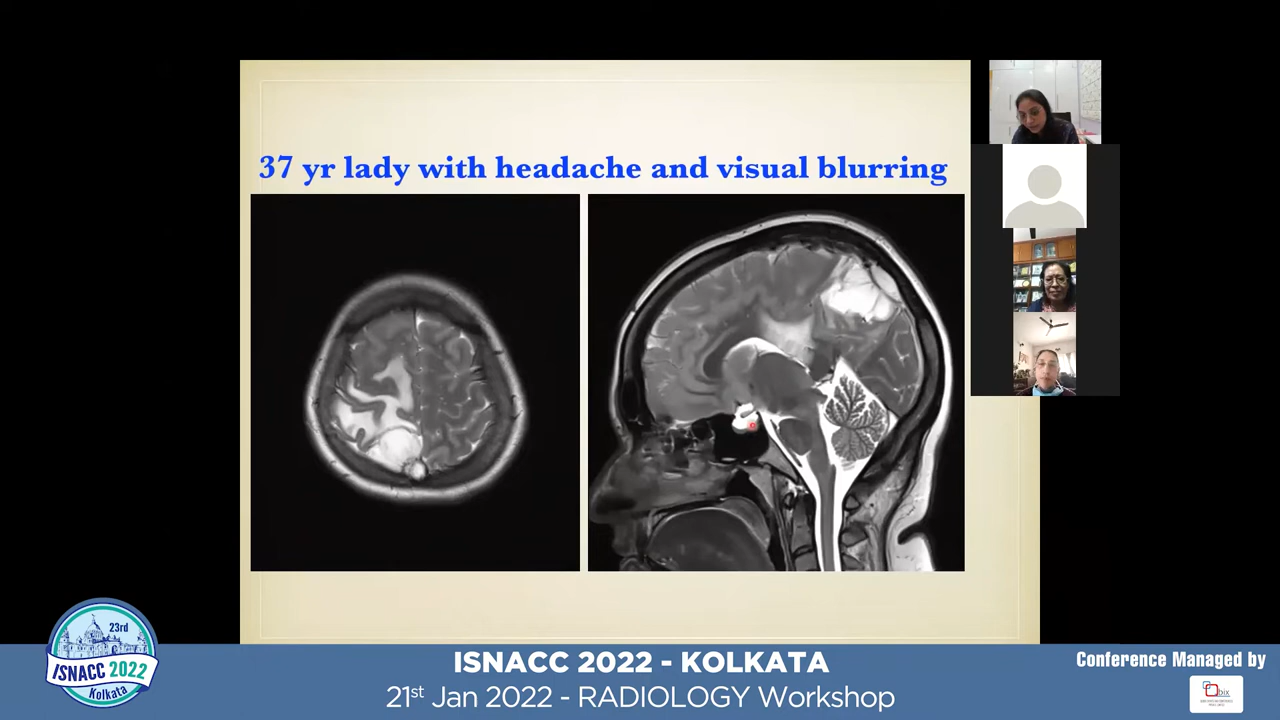 37 yr lady with headache and visual blurring
23rd
ISNACC 2022
Kolkata
ISNACC 2022 - KOLKATA
21st Jan 2022 - RADIOLOGY Workshop
Conference Managed by